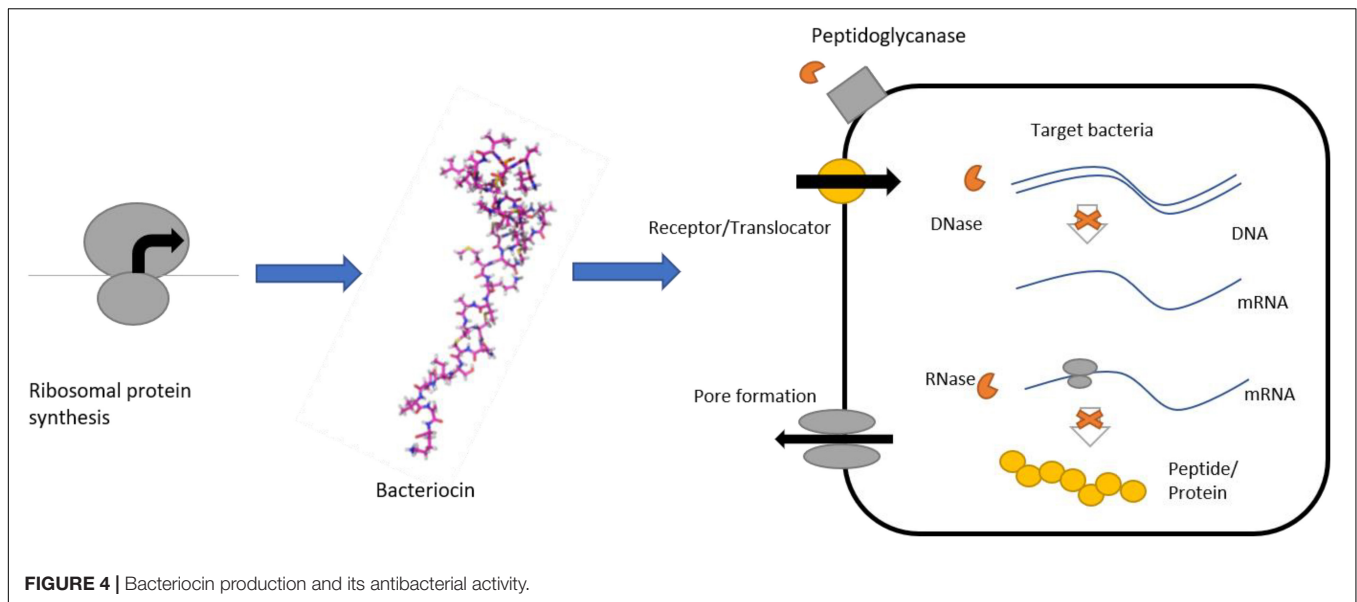 Peptidoglycanase
Target bacteria
Receptor/Translocator
DNase
DNA
mRNA
Ribosomal protein
synthesis
Bacteriocin
Pore formation
RNase
mRNA
Peptide/
Protein
FIGURE 4 | Bacteriocin production and its antibacterial activity.